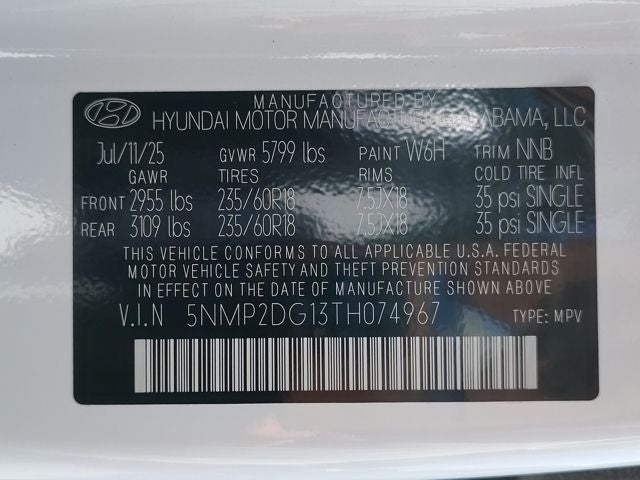 MANUFACTURED BY
HYUNDAI MOTOR MANUFACTURING ALABAMA, LLC
Jul/11/25 GVWR 5799 lbs PAINT W6H TRIM NNB
GAWR TIRES RIMS COLD TIRE INFL
FRONT 2955 lbs 235/60R18 7.5JX18 35 psi SINGLE
REAR 3109 lbs 235/60R18 7.5JX18 35 psi SINGLE
THIS VEHICLE CONFORMS TO ALL APPLICABLE U.S.A. FEDERAL
MOTOR VEHICLE SAFETY AND THEFT PREVENTION STANDARDS
IN EFFECT ON THE DATE OF MANUFACTURE SHOWN ABOVE.
V.I.N 5NMP2DG13TH074967 TYPE: MPV